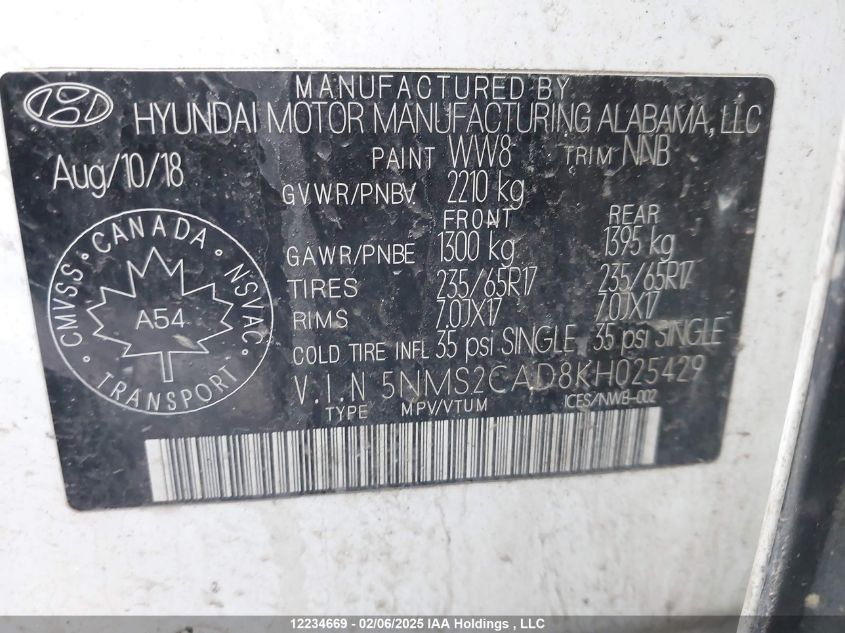 MANUFACTURED BY
HYUNDAI MOTOR MANUFACTURING ALABAMA, LLC
Aug/10/18
PAINT WW8 TRIM NNB
GVWR/PNBV 2210 kg
FRONT REAR
GAWR/PNBE 1300 kg 1395 kg
TIRES 235/65R17 235/65R17
RIMS 7.0JX17 7.0JX17
COLD TIRE INFL 35 psi SINGLE 35 psi SINGLE
V.I.N 5NMS2CAD8KH025429
TYPE MPV/VTUM ICES/NWB-002
CMVSS CANADA NSVAC
A54
TRANSPORT
12234669 - 02/06/2025 IAA Holdings , LLC